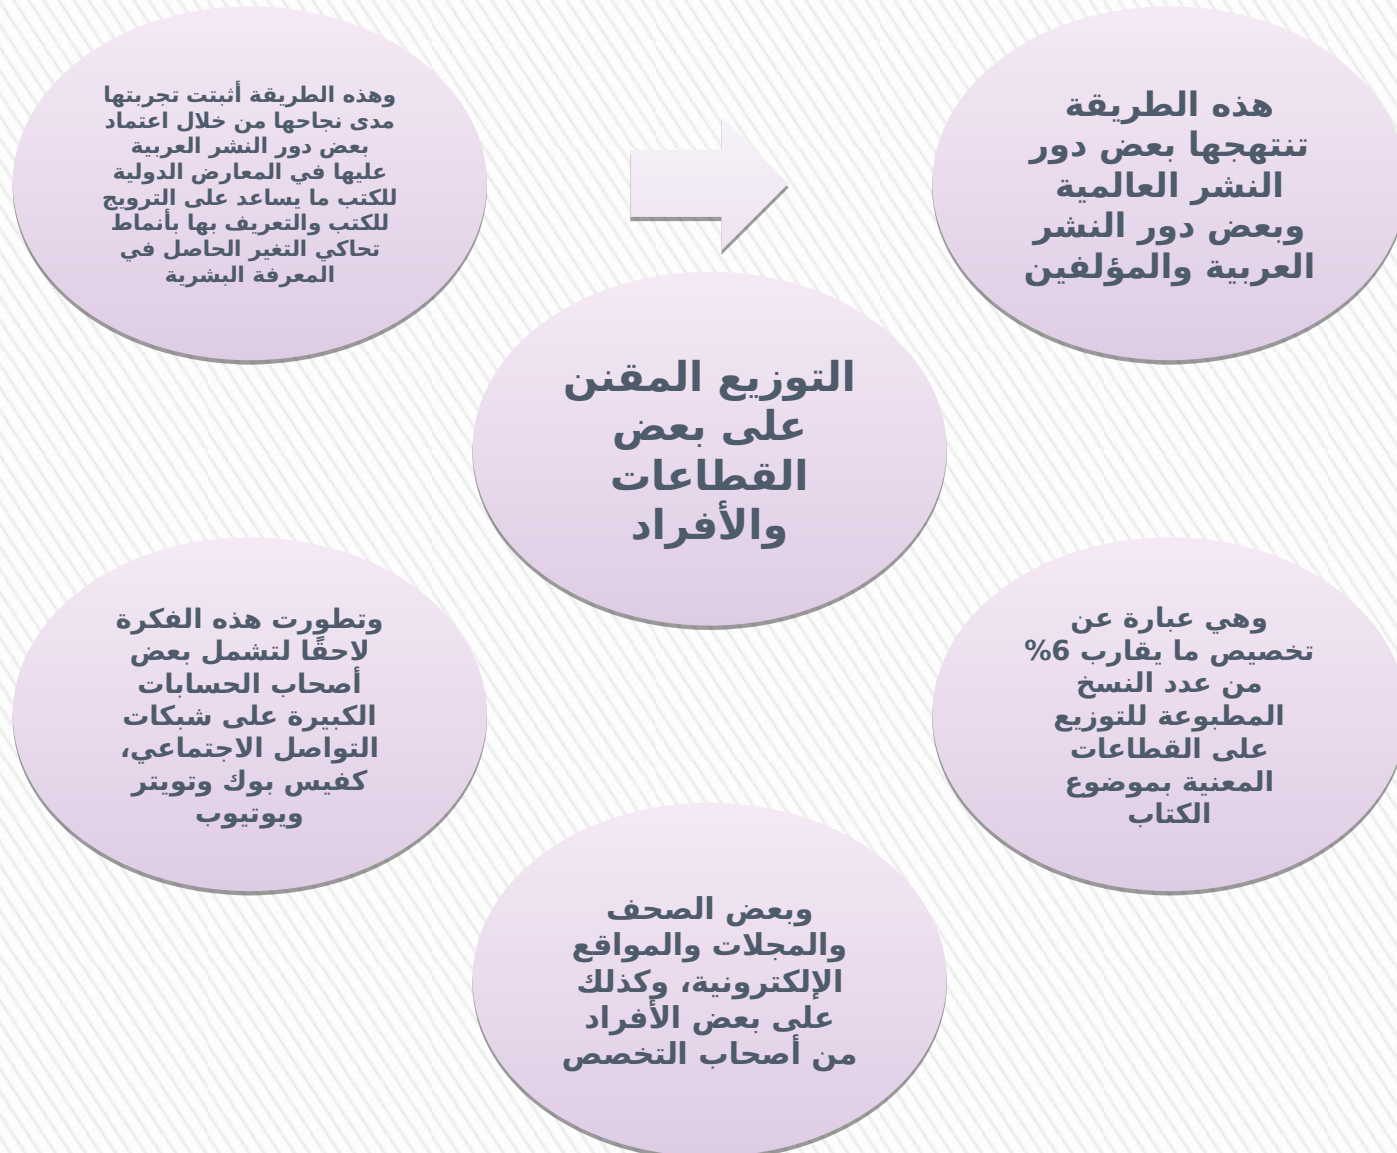 التوزيع المقنن
على بعض
القطاعات
والأفراد
هذه الطريقة
تنتهجها بعض دور
النشر العالمية
وبعض دور النشر
العربية والمؤلفين
وهي عبارة عن
تخصيص ما يقارب 6%
من عدد النسخ
المطبوعة للتوزيع
على القطاعات
المعنية بموضوع
الكتاب
وبعض الصحف
والمجلات والمواقع
الإلكترونية، وكذلك
على بعض الأفراد
من أصحاب التخصص
وتطورت هذه الفكرة
لاحقًا لتشمل بعض
أصحاب الحسابات
الكبيرة على شبكات
التواصل الاجتماعي،
كفيس بوك وتويتر
ويوتيوب
وهذه الطريقة أثبتت تجربتها
مدى نجاحها من خلال اعتماد
بعض دور النشر العربية
عليها في المعارض الدولية
للكتب ما يساعد على الترويج
للكتب والتعريف بها بأنماط
تحاكي التغير الحاصل في
المعرفة البشرية